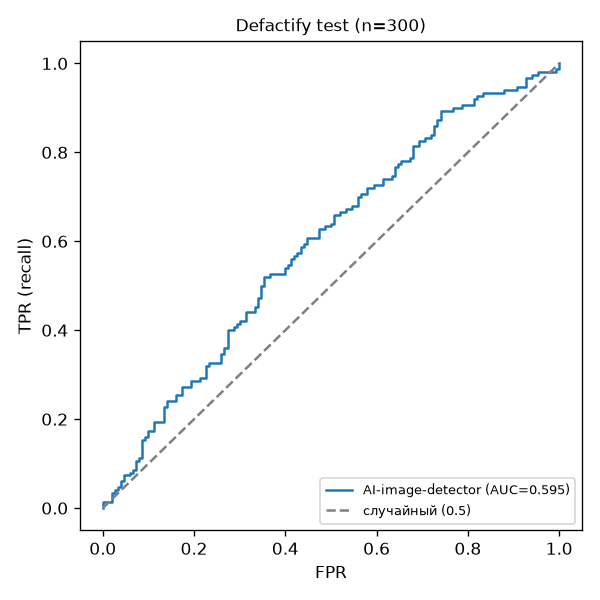 Defactify test (n=300)
TPR (recall)
1.0
0.8
0.6
0.4
0.2
0.0
AI-image-detector (AUC=0.595)
случайный (0.5)
0.0 0.2 0.4 0.6 0.8 1.0
FPR